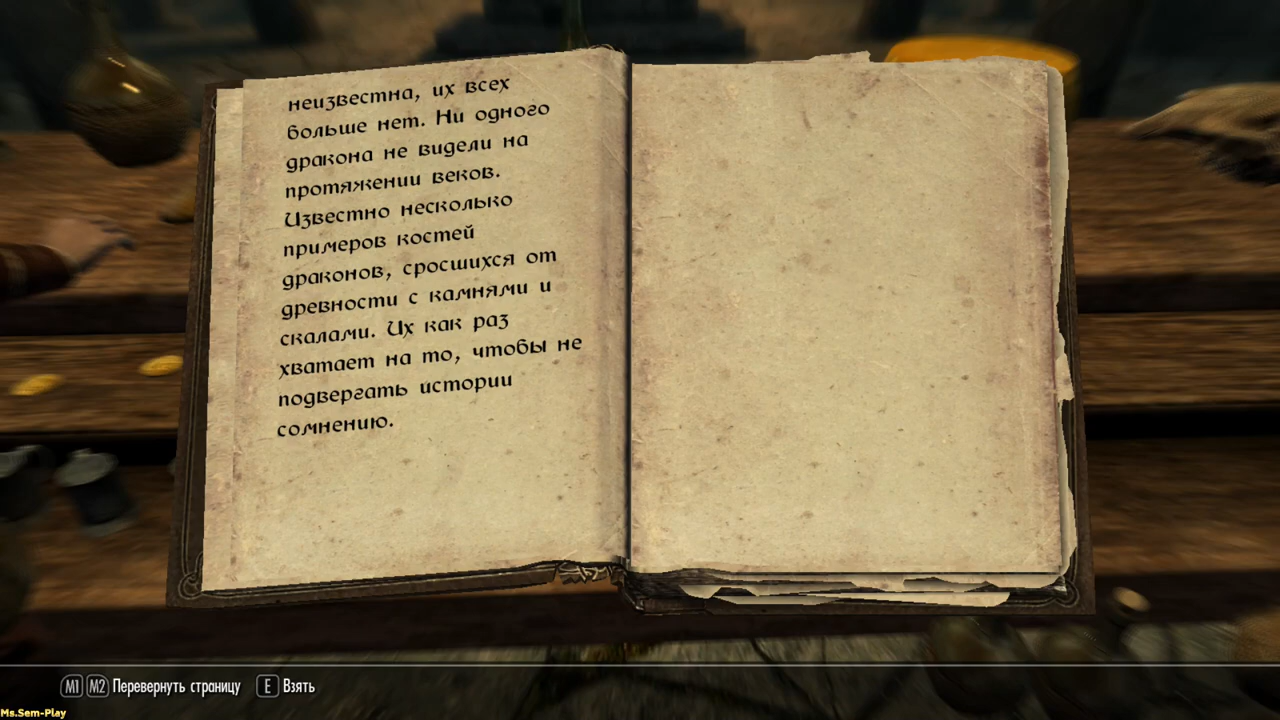 неизвестна, их всех
больше нет. Ни одного
дракона не видели на
протяжении веков.
Известно несколько
примеров костей
драконов, сросшихся от
древности с камнями и
скалами. Их как раз
хватает на то, чтобы не
подвергать истории
сомнению.
M1 M2 Перевернуть страницу E Взять
Ms.Sem-Play